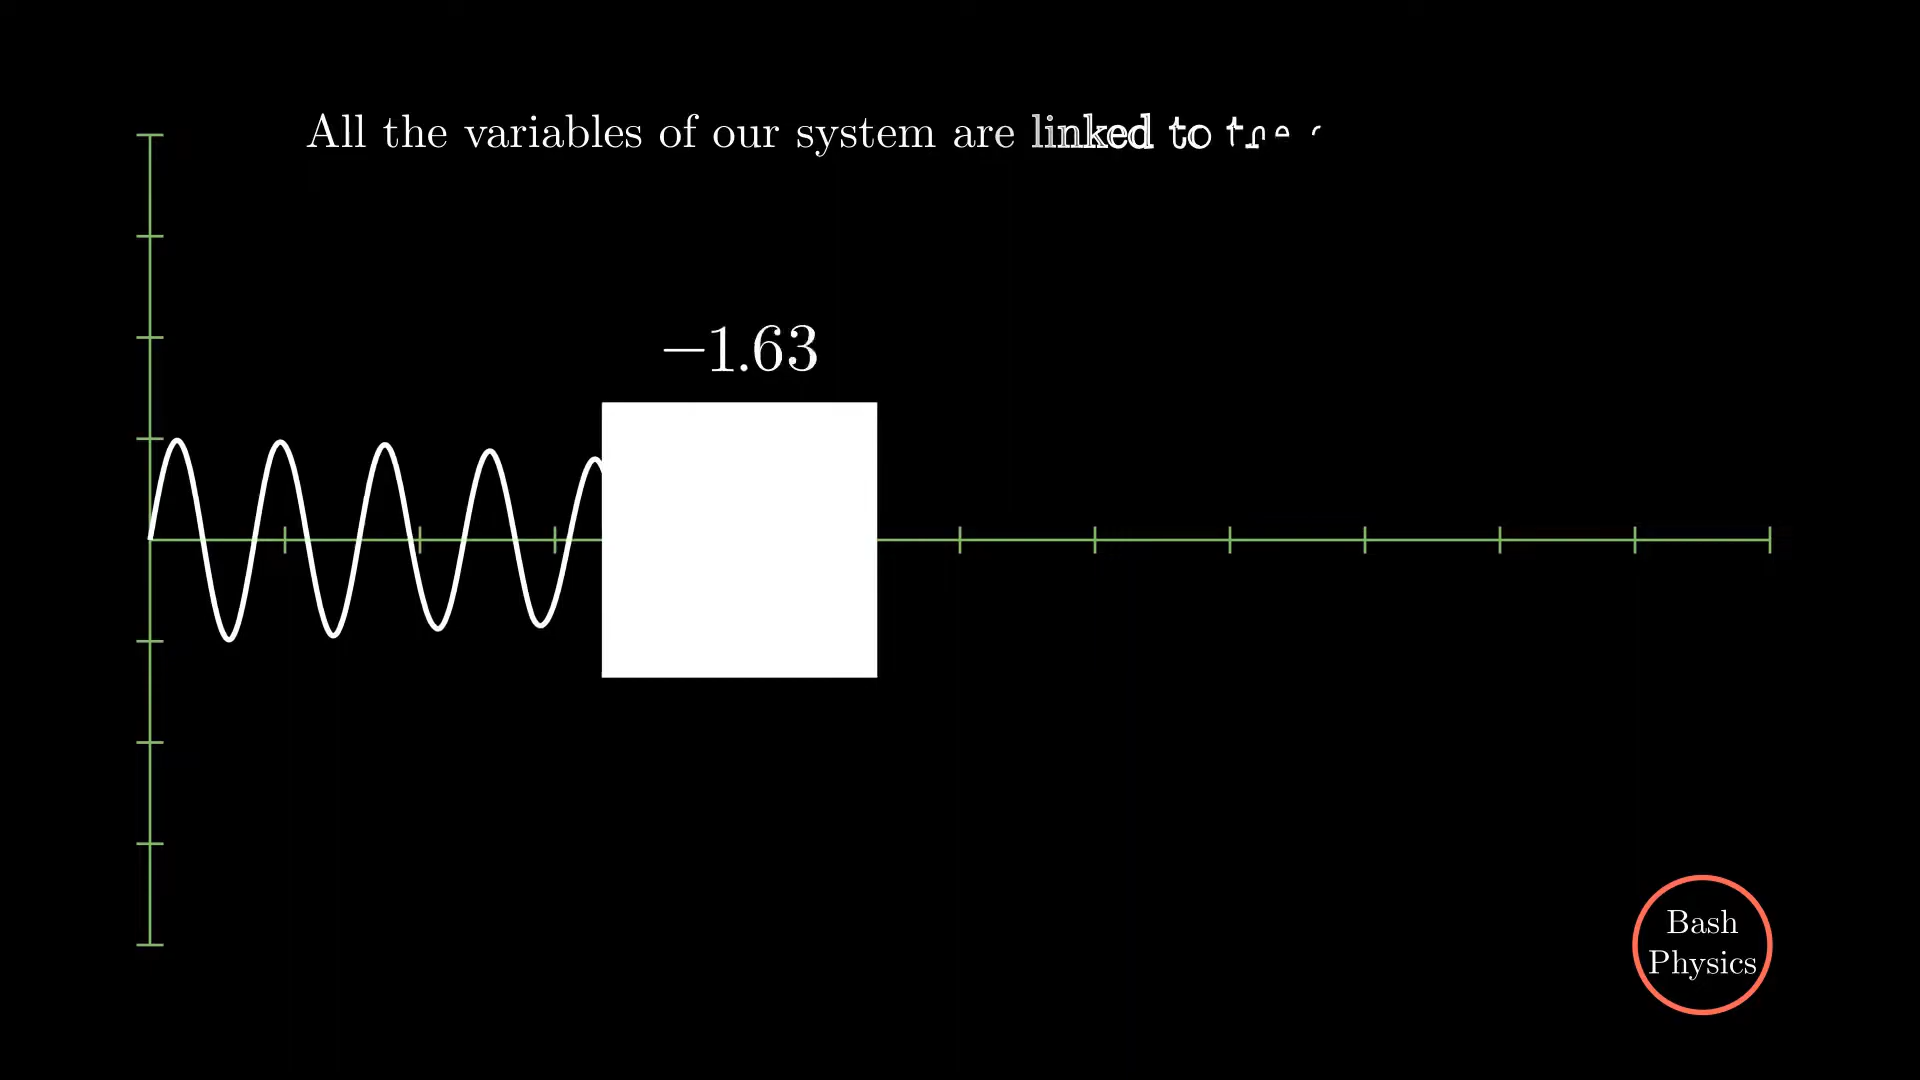 All the variables of our system are linked to
−1.63
Bash
Physics